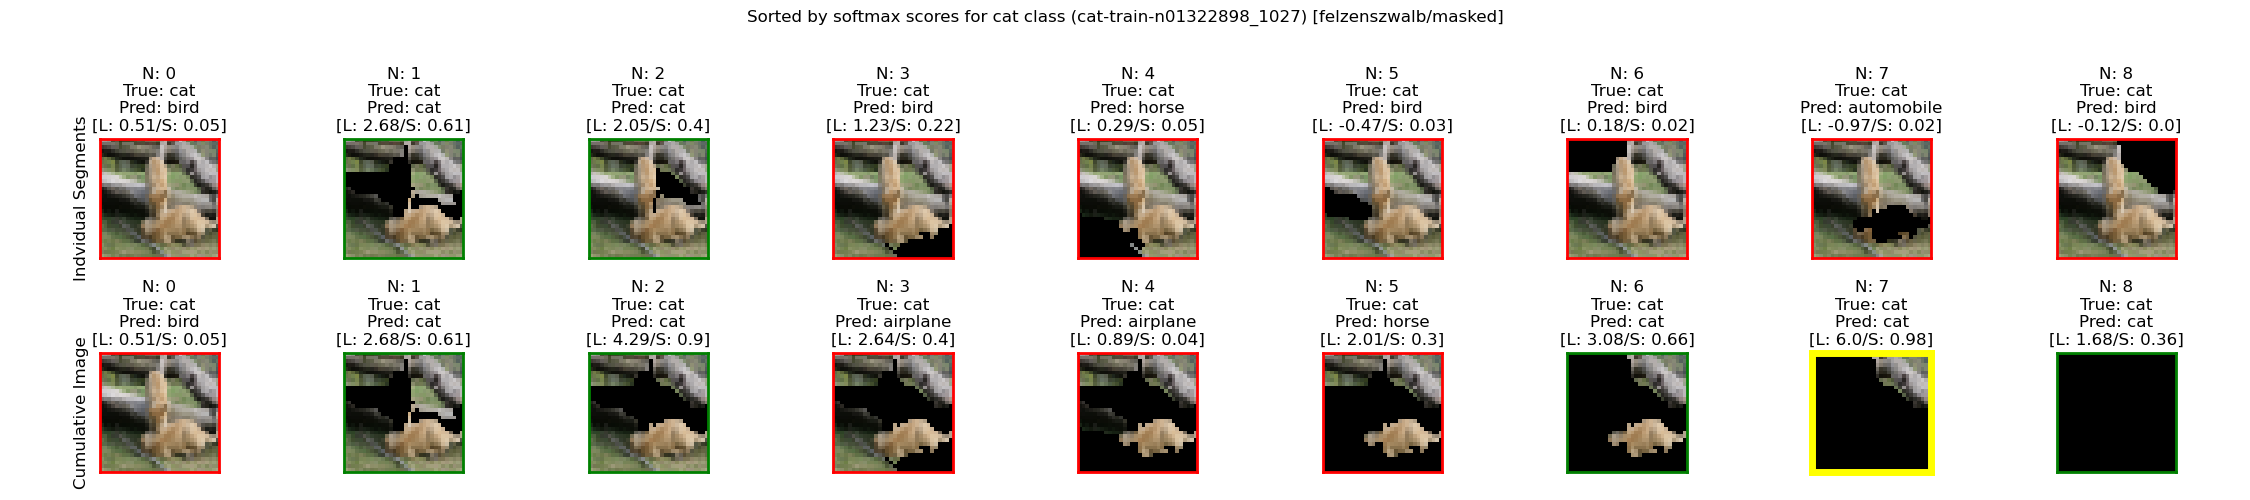 Sorted by softmax scores for cat class (cat-train-n01322898_1027) [felzenszwalb/masked]
Indvidual Segments
N: 0
True: cat
Pred: bird
[L: 0.51/S: 0.05]
N: 1
True: cat
Pred: cat
[L: 2.68/S: 0.61]
N: 2
True: cat
Pred: cat
[L: 2.05/S: 0.4]
N: 3
True: cat
Pred: bird
[L: 1.23/S: 0.22]
N: 4
True: cat
Pred: horse
[L: 0.29/S: 0.05]
N: 5
True: cat
Pred: bird
[L: -0.47/S: 0.03]
N: 6
True: cat
Pred: bird
[L: 0.18/S: 0.02]
N: 7
True: cat
Pred: automobile
[L: -0.97/S: 0.02]
N: 8
True: cat
Pred: bird
[L: -0.12/S: 0.0]
Cumulative Image
N: 0
True: cat
Pred: bird
[L: 0.51/S: 0.05]
N: 1
True: cat
Pred: cat
[L: 2.68/S: 0.61]
N: 2
True: cat
Pred: cat
[L: 4.29/S: 0.9]
N: 3
True: cat
Pred: airplane
[L: 2.64/S: 0.4]
N: 4
True: cat
Pred: airplane
[L: 0.89/S: 0.04]
N: 5
True: cat
Pred: horse
[L: 2.01/S: 0.3]
N: 6
True: cat
Pred: cat
[L: 3.08/S: 0.66]
N: 7
True: cat
Pred: cat
[L: 6.0/S: 0.98]
N: 8
True: cat
Pred: cat
[L: 1.68/S: 0.36]